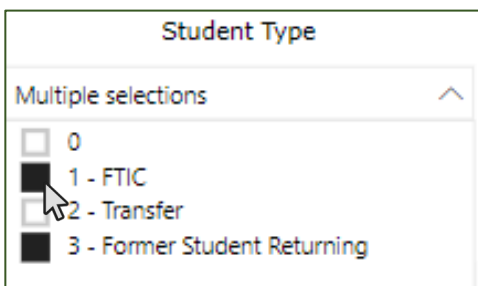 Student Type
Multiple selections
0
1 - FTIC
2 - Transfer
3 - Former Student Returning